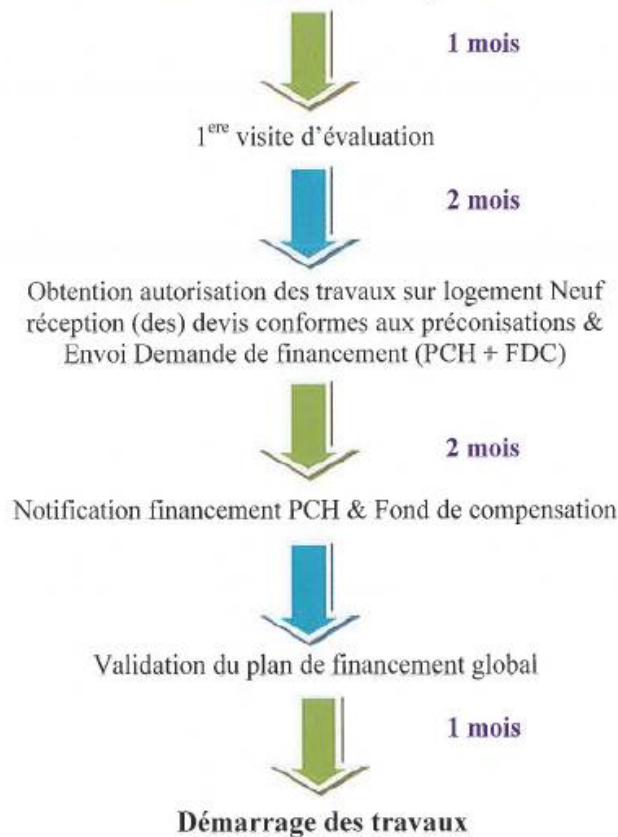 1 mois
1ere visite d'évaluation
2 mois
Obtention autorisation des travaux sur logement Neuf
réception (des) devis conformes aux préconisations &
Envoi Demande de financement (PCH + FDC)
2 mois
Notification financement PCH & Fond de compensation
Validation du plan de financement global
1 mois
Démarrage des travaux